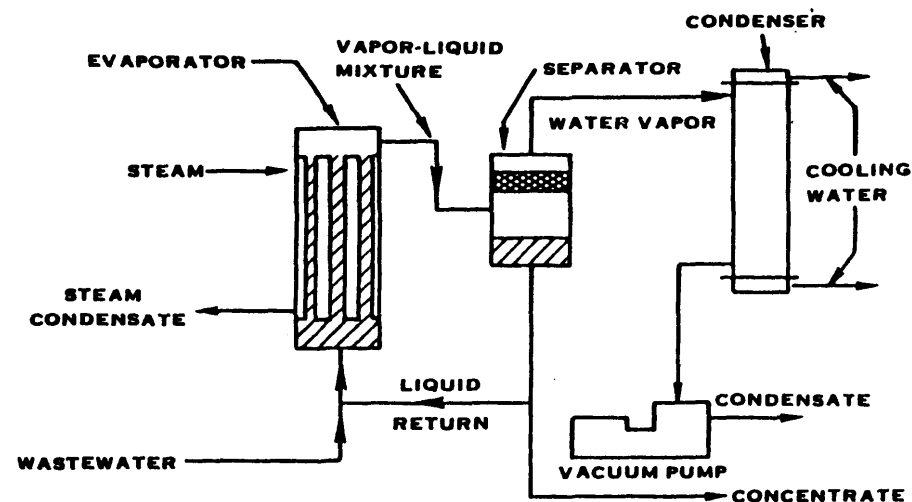 CONDENSER
VAPOR-LIQUID
MIXTURE
EVAPORATOR
SEPARATOR
WATER VAPOR
STEAM
COOLING
WATER
STEAM
CONDENSATE
LIQUID
RETURN
CONDENSATE
WASTEWATER
VACUUM PUMP
CONCENTRATE